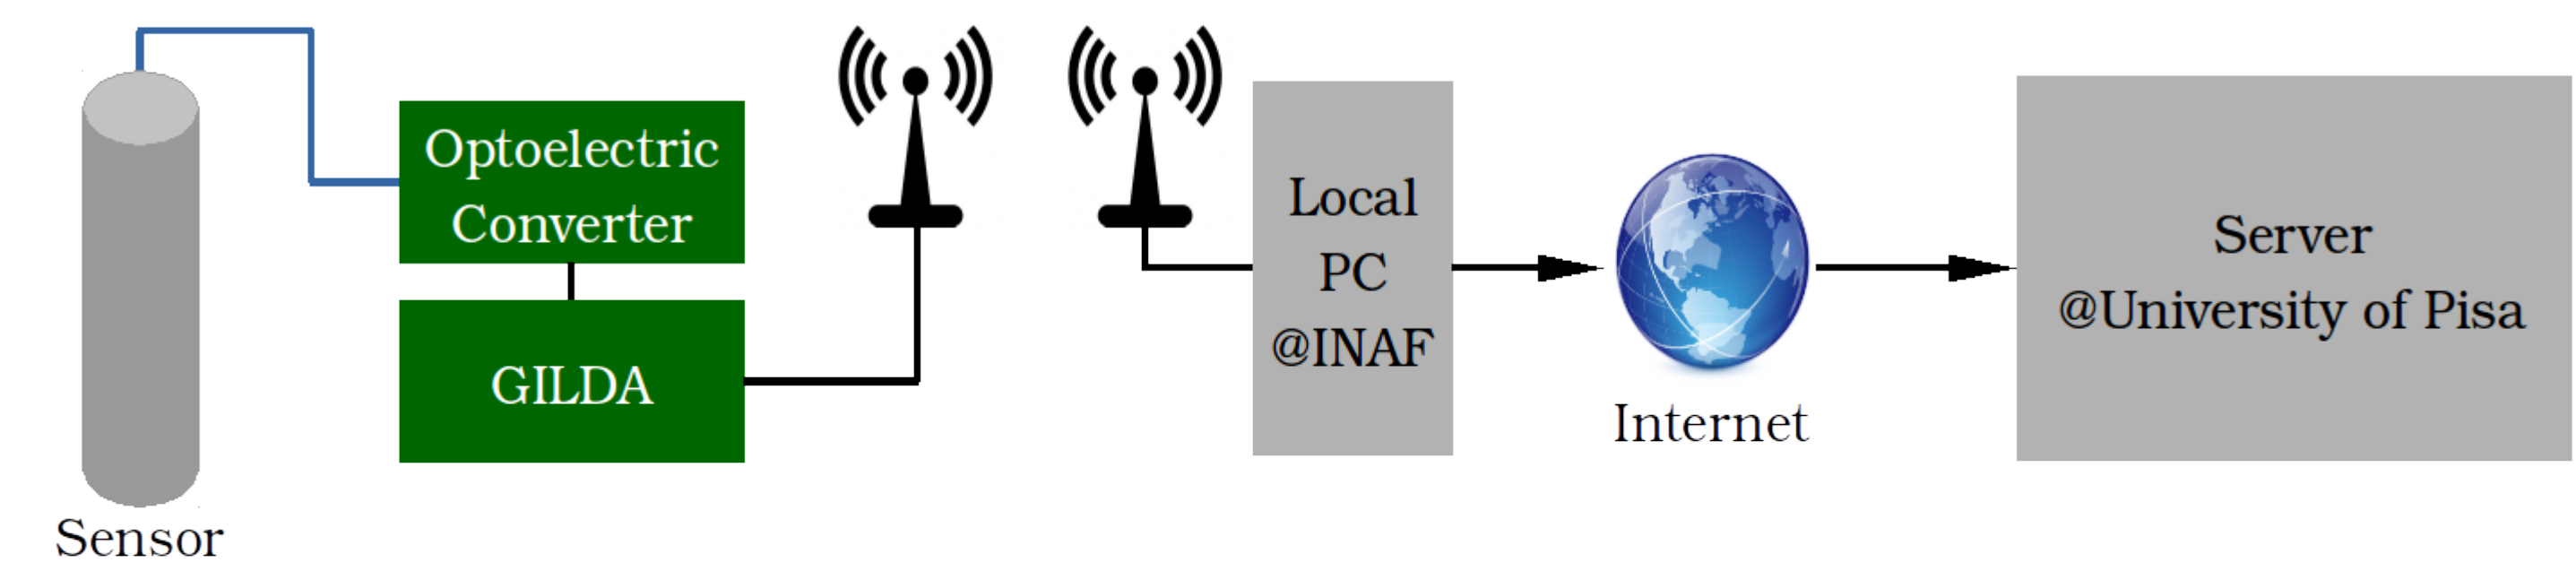 Sensor
Optoelectric
Converter
GILDA
Local
PC
@INAF
Internet
Server
@University of Pisa